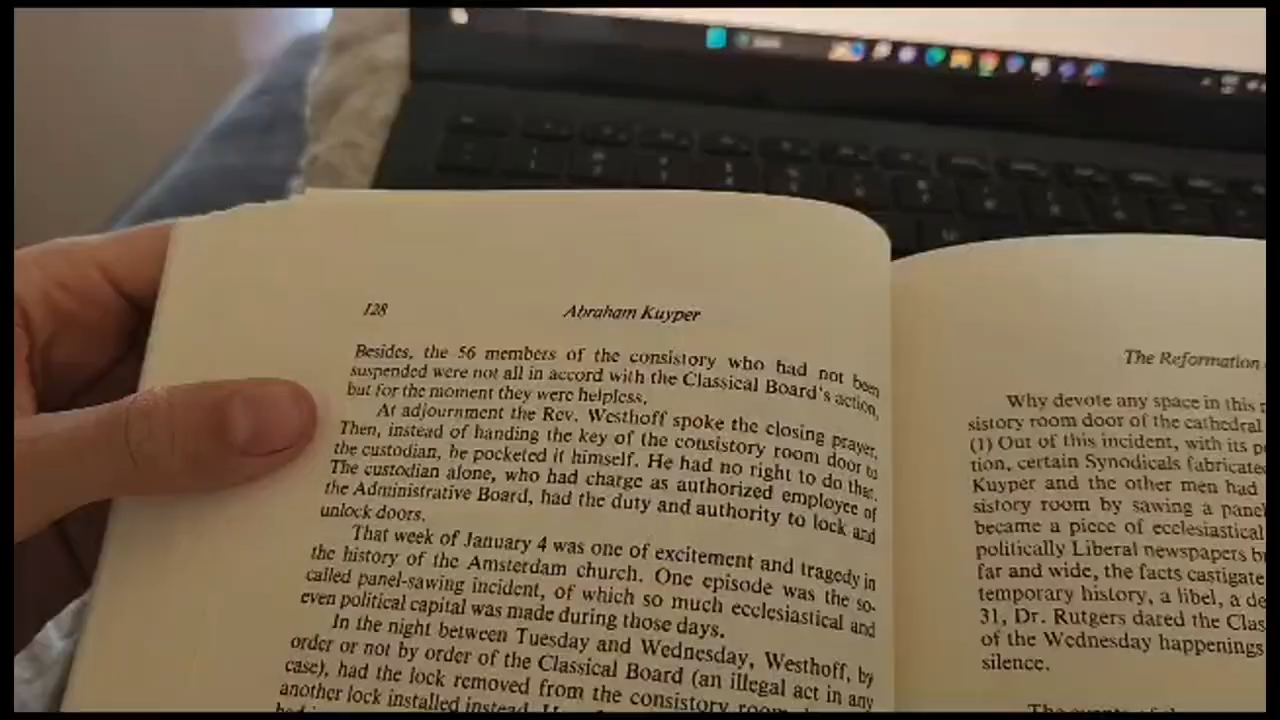 128
Abraham Kuyper
Besides, the 56 members of the consistory who had not been
suspended were not all in accord with the Classical Board's action,
but for the moment they were helpless.
At adjournment the Rev. Westhoff spoke the closing prayer.
Then, instead of handing the key of the consistory room door to
the custodian, he pocketed it himself. He had no right to do that.
The custodian alone, who had charge as authorized employee of
the Administrative Board, had the duty and authority to lock and
unlock doors.
That week of January 4 was one of excitement and tragedy in
the history of the Amsterdam church. One episode was the so-
called panel-sawing incident, of which so much ecclesiastical and
even political capital was made during those days.
In the night between Tuesday and Wednesday, Westhoff, by
order or not by order of the Classical Board (an illegal act in any
case), had the lock removed from the consistory room
another lock installed instead.
The Reformation
Why devote any space in this
sistory room door of the cathedral
(1) Out of this incident, with its
tion, certain Synodicals fabricate
Kuyper and the other men had
sistory room by sawing a pane
became a piece of ecclesiastical
politically Liberal newspapers
far and wide, the facts castigate
temporary history, a libel, a de
31, Dr. Rutgers dared the Clas
of the Wednesday happenings
silence.